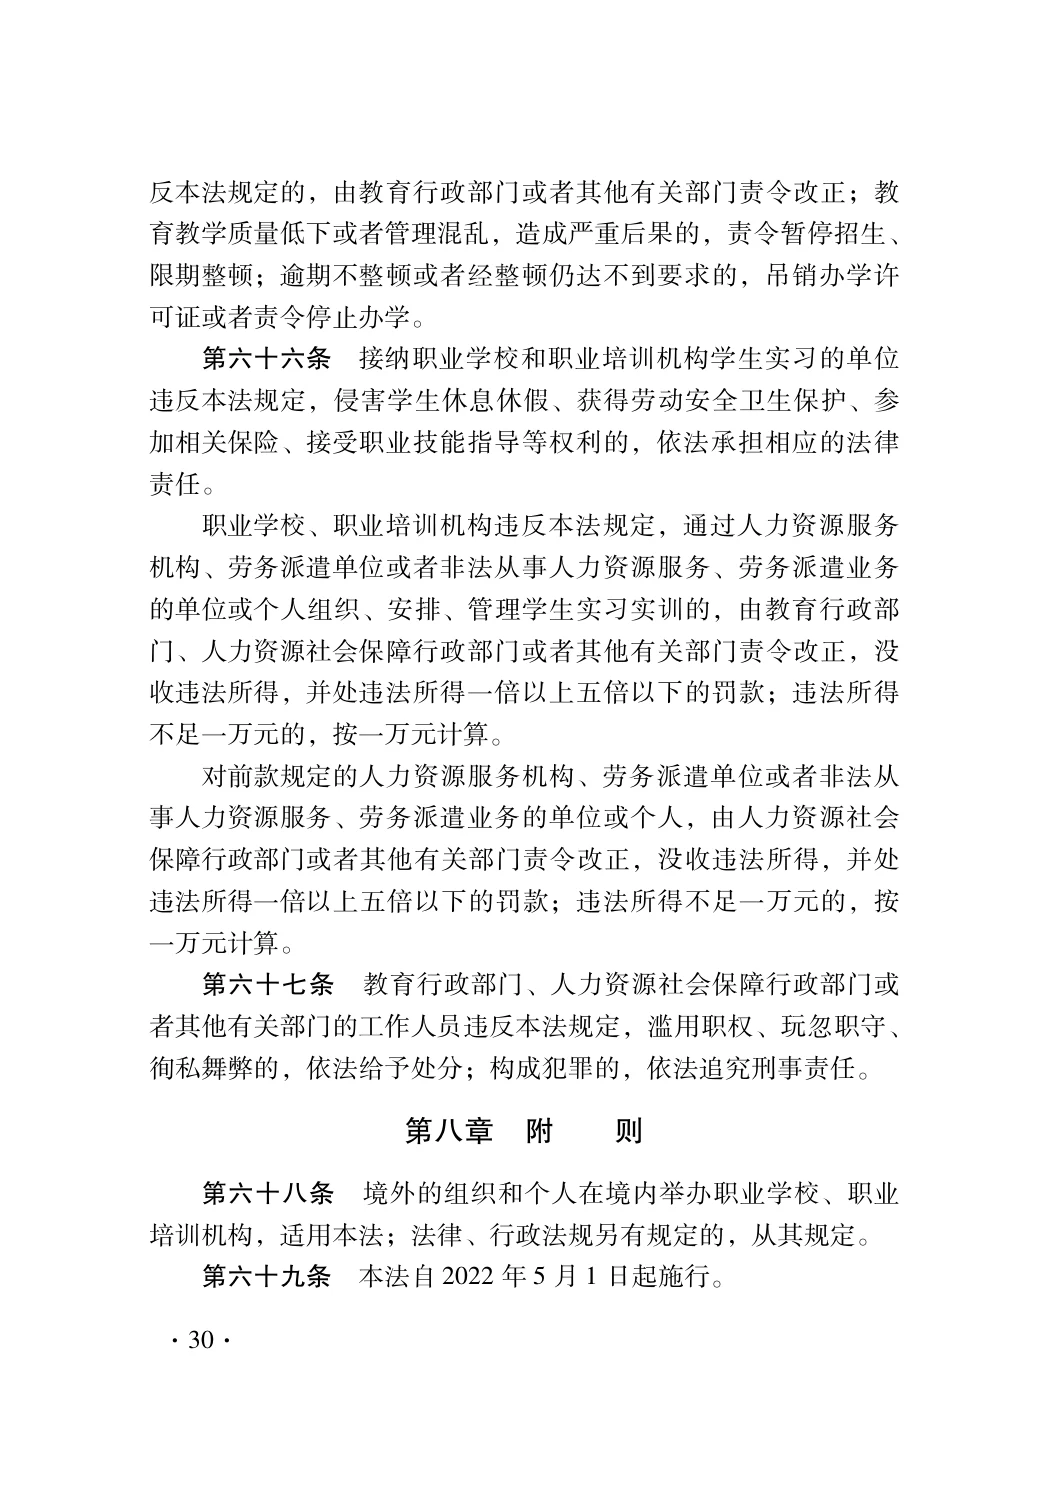 反本法规定的，由教育行政部门或者其他有关部门责令改正；教
育教学质量低下或者管理混乱，造成严重后果的，责令暂停招生、
限期整顿；逾期不整顿或者经整顿仍达不到要求的，吊销办学许
可证或者责令停止办学。
第六十六条　接纳职业学校和职业培训机构学生实习的单位
违反本法规定，侵害学生休息休假、获得劳动安全卫生保护、参
加相关保险、接受职业技能指导等权利的，依法承担相应的法律
责任。
职业学校、职业培训机构违反本法规定，通过人力资源服务
机构、劳务派遣单位或者非法从事人力资源服务、劳务派遣业务
的单位或个人组织、安排、管理学生实习实训的，由教育行政部
门、人力资源社会保障行政部门或者其他有关部门责令改正，没
收违法所得，并处违法所得一倍以上五倍以下的罚款；违法所得
不足一万元的，按一万元计算。
对前款规定的人力资源服务机构、劳务派遣单位或者非法从
事人力资源服务、劳务派遣业务的单位或个人，由人力资源社会
保障行政部门或者其他有关部门责令改正，没收违法所得，并处
违法所得一倍以上五倍以下的罚款；违法所得不足一万元的，按
一万元计算。
第六十七条　教育行政部门、人力资源社会保障行政部门或
者其他有关部门的工作人员违反本法规定，滥用职权、玩忽职守、
徇私舞弊的，依法给予处分；构成犯罪的，依法追究刑事责任。
第八章　附　　则
第六十八条　境外的组织和个人在境内举办职业学校、职业
培训机构，适用本法；法律、行政法规另有规定的，从其规定。
第六十九条　本法自 2022 年 5 月 1 日起施行。
· 30 ·